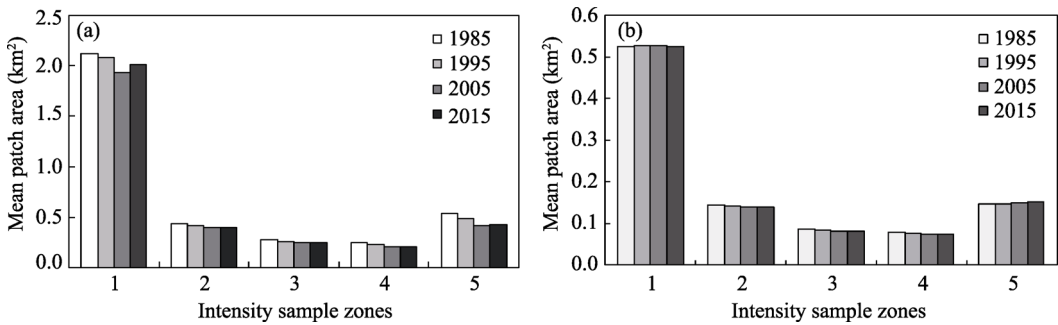 (a)
Mean patch area (km²)
2.5
2.0
1.5
1.0
0.5
0.0
1985
1995
2005
2015
1 2 3 4 5
Intensity sample zones
(b)
Mean patch area (km²)
0.6
0.5
0.4
0.3
0.2
0.1
0.0
1985
1995
2005
2015
1 2 3 4 5
Intensity sample zones